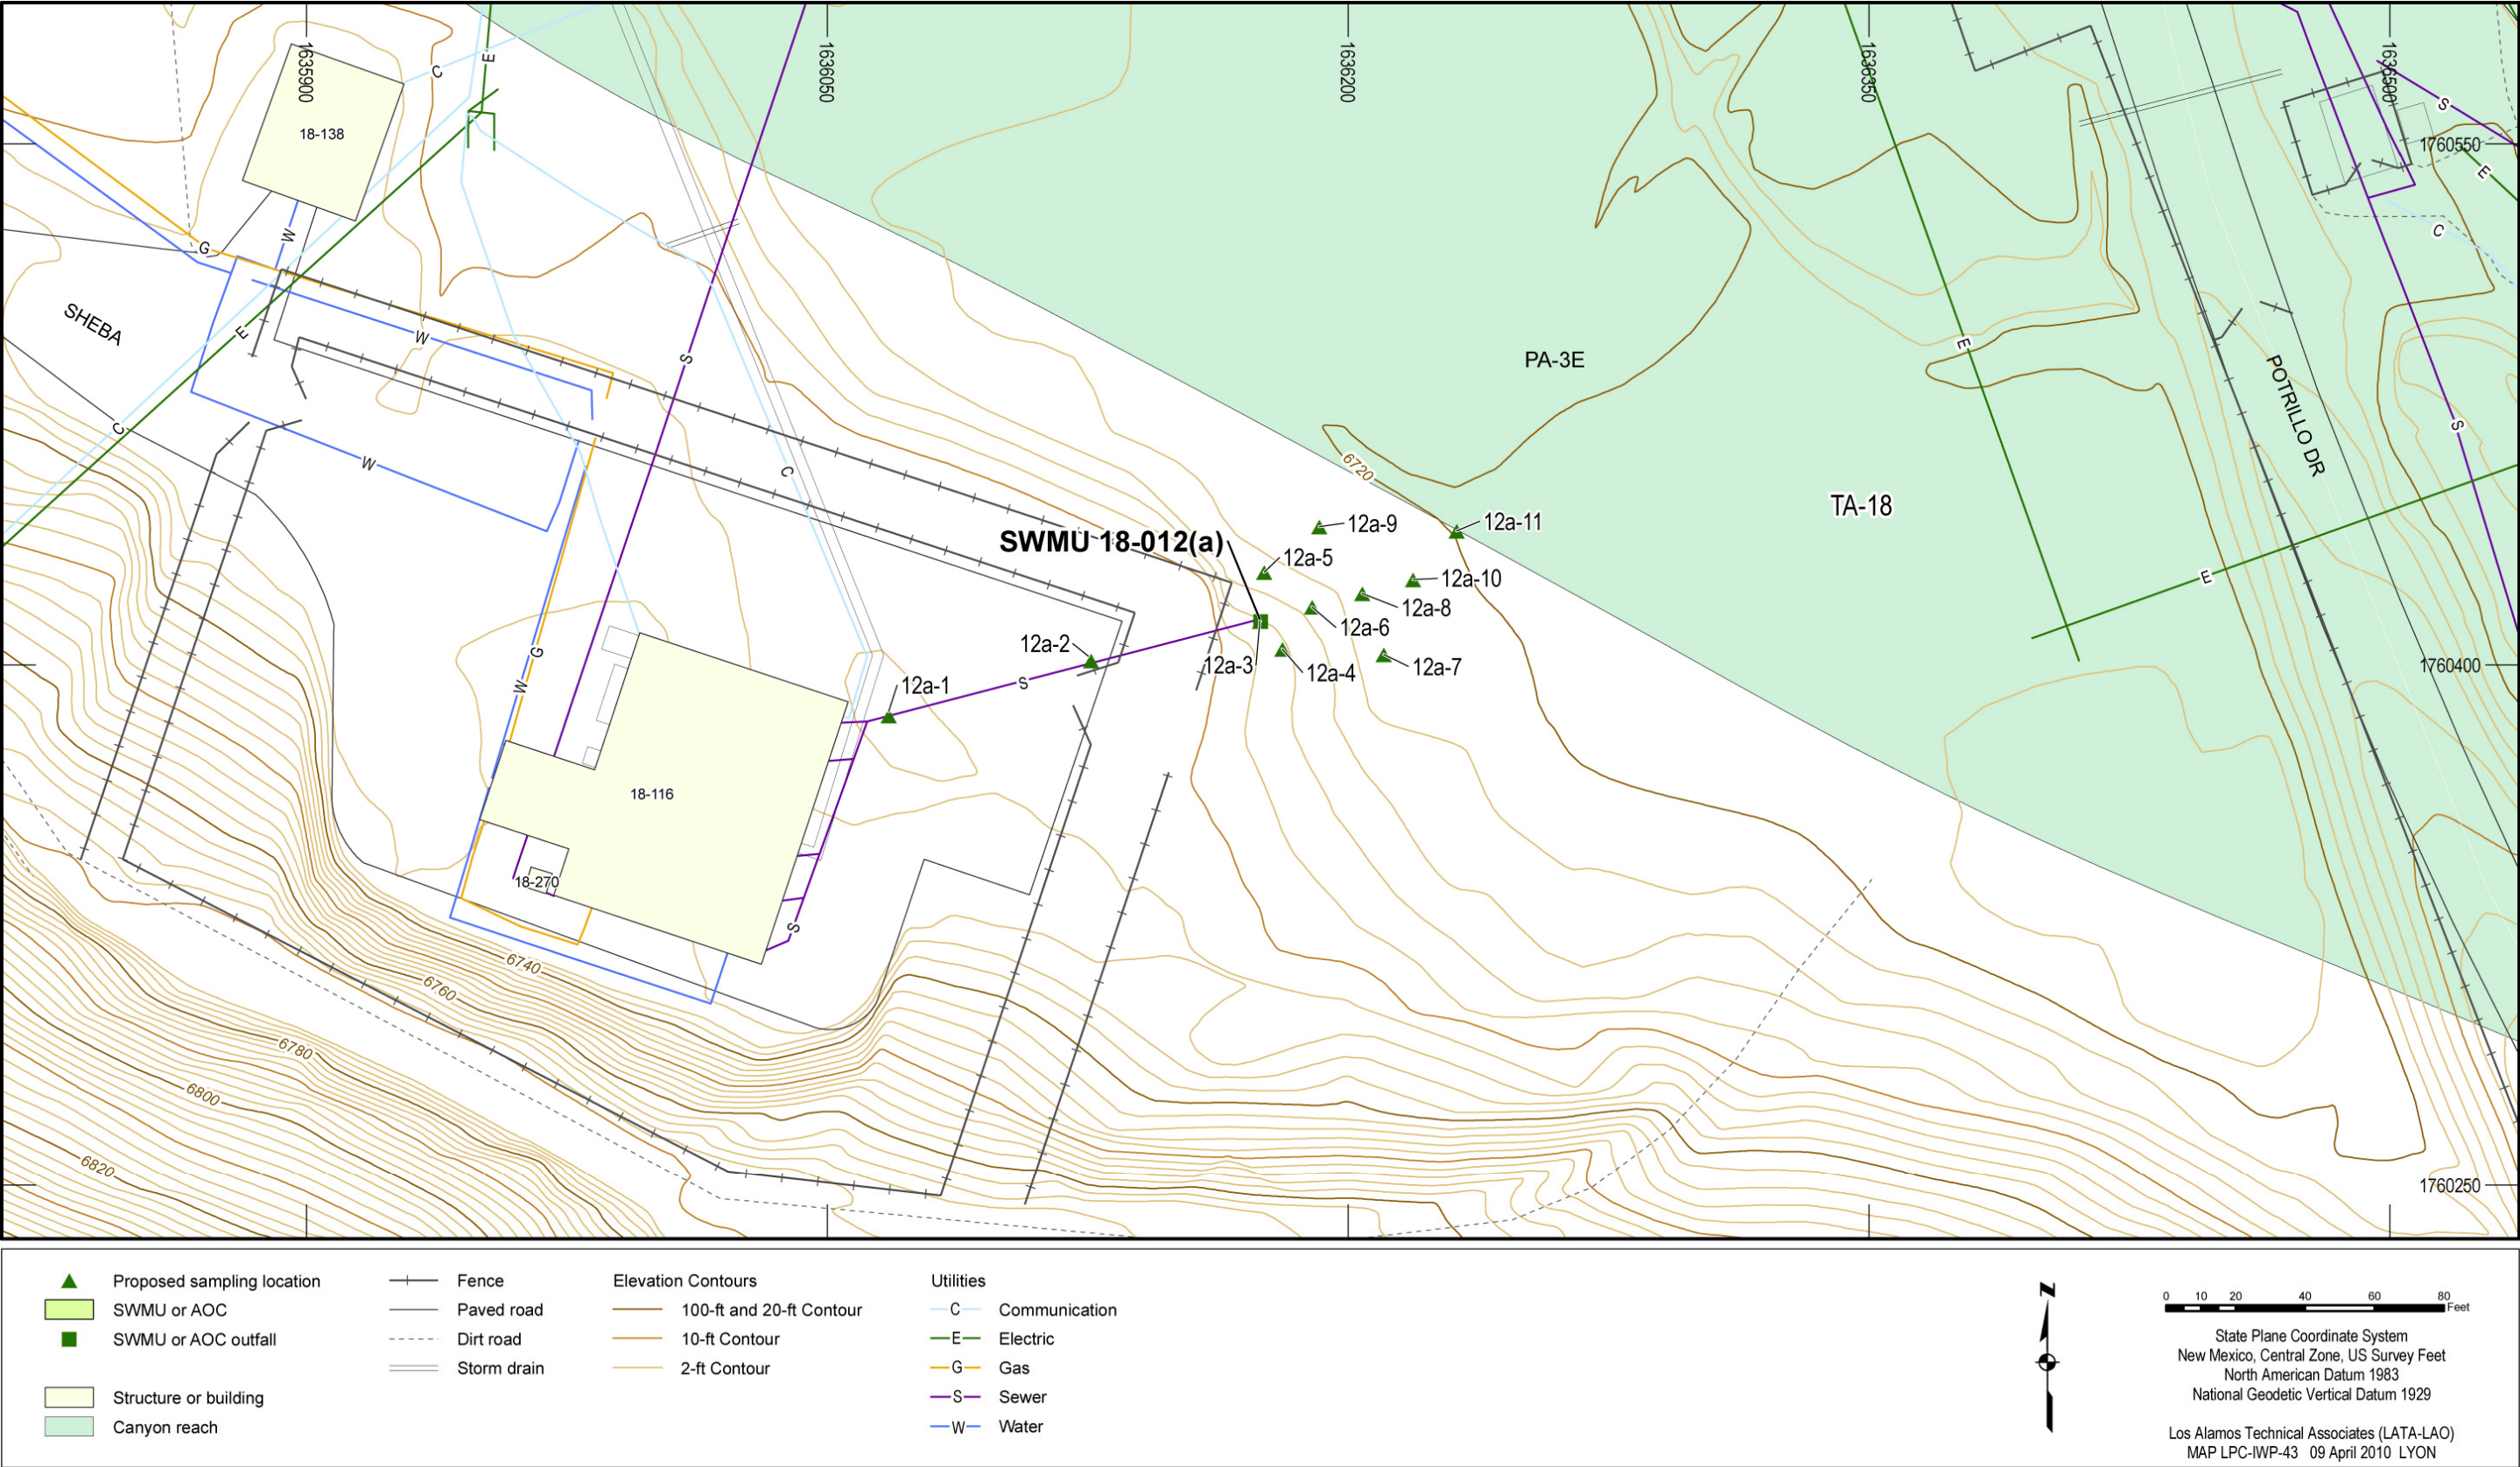 1635900
1636050
1636200
1636350
1636500
E
C
S
18-138
1760550
E
W
C
G
SHEBA
E
W
S
E
PA-3E
POTRILLO DR
C
S
W
C
6720
TA-18
12a-9
12a-11
SWMU 18-012(a)
12a-5
12a-10
E
12a-8
12a-6
12a-2
G
12a-3
12a-7
1760400
12a-4
W
S
12a-1
18-116
18-270
S
6740
6760
6780
6800
6820
1760250
Proposed sampling location
SWMU or AOC
SWMU or AOC outfall
Structure or building
Canyon reach
Fence
Paved road
Dirt road
Storm drain
Elevation Contours
100-ft and 20-ft Contour
10-ft Contour
2-ft Contour
Utilities
C Communication
E Electric
G Gas
S Sewer
W Water
N
0 10 20 40 60 80
Feet
State Plane Coordinate System
New Mexico, Central Zone, US Survey Feet
North American Datum 1983
National Geodetic Vertical Datum 1929
Los Alamos Technical Associates (LATA-LAO)
MAP LPC-IWP-43 09 April 2010 LYON